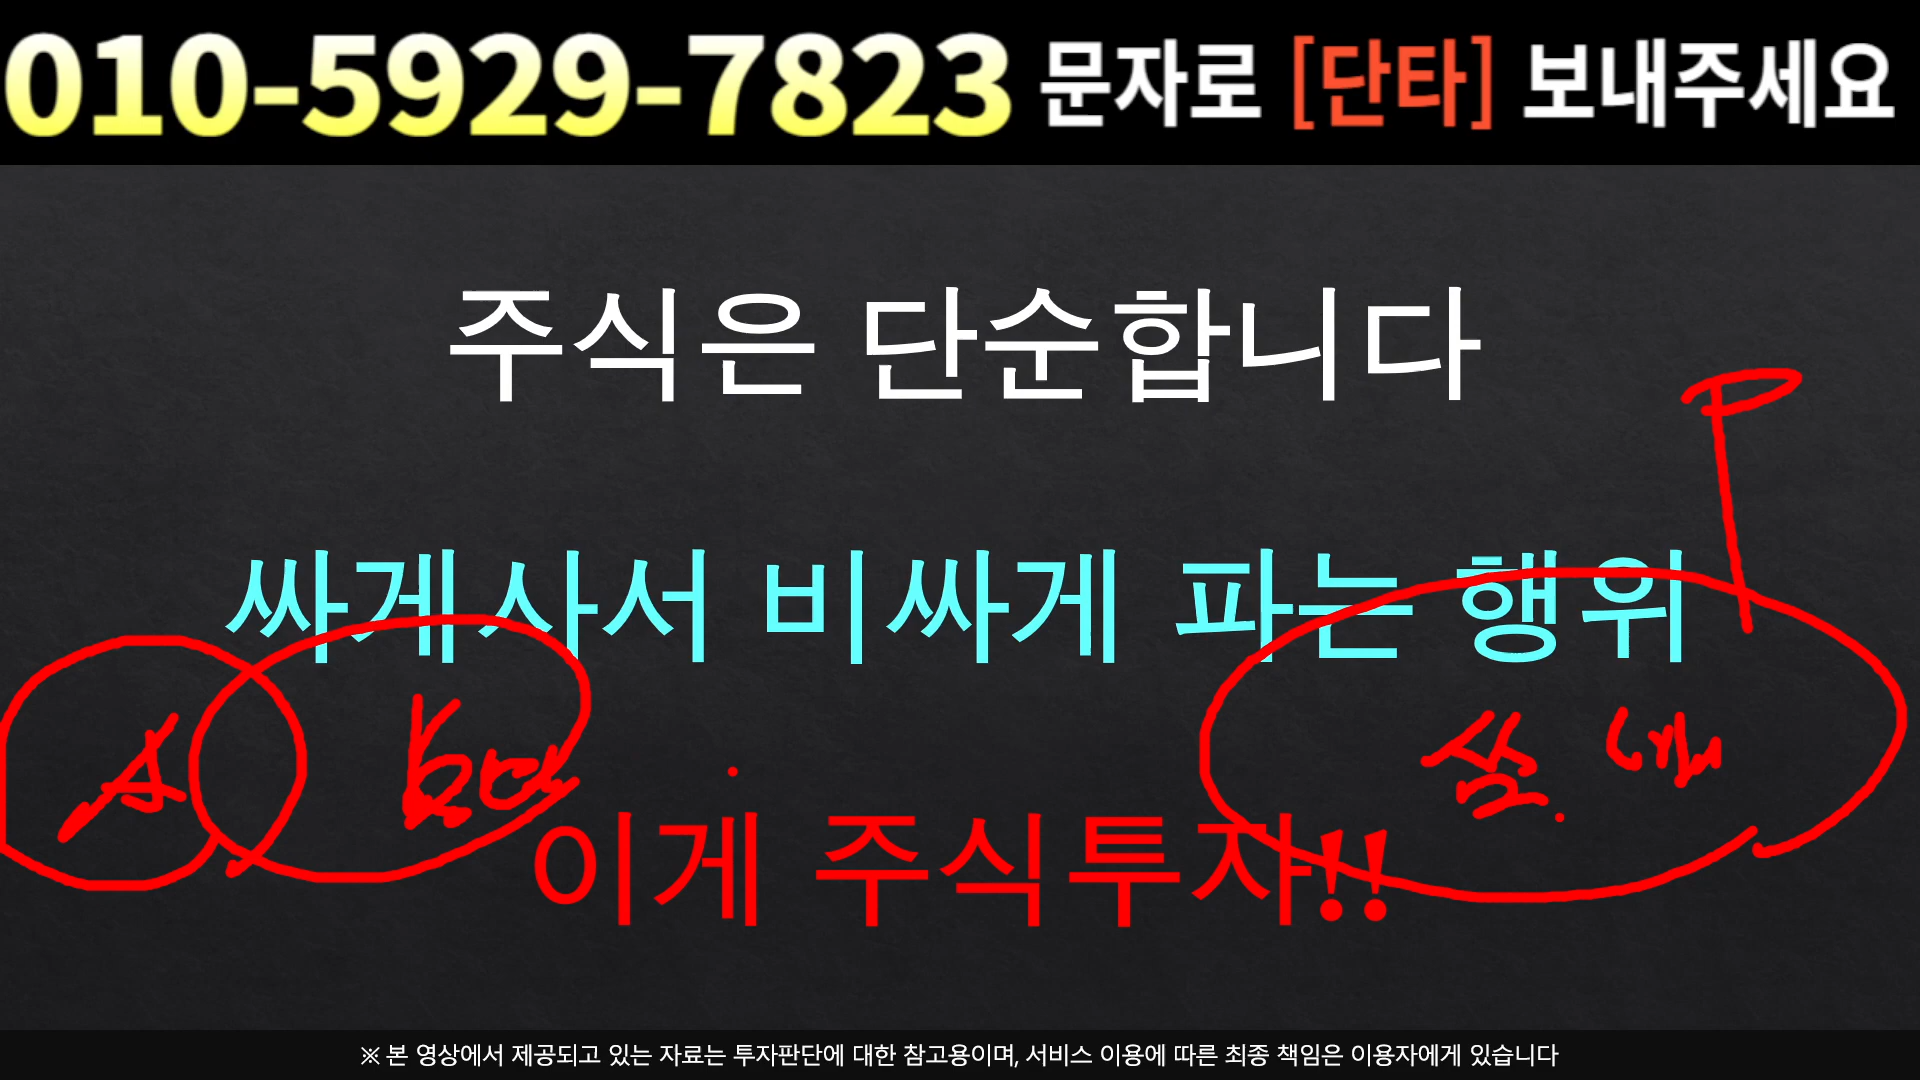 010-5929-7823 문자로 [단타] 보내주세요
주식은 단순합니다
싸게사서 비싸게 파는 행위
이게 주식투자!!
※ 본 영상에서 제공되고 있는 자료는 투자판단에 대한 참고용이며, 서비스 이용에 따른 최종 책임은 이용자에게 있습니다